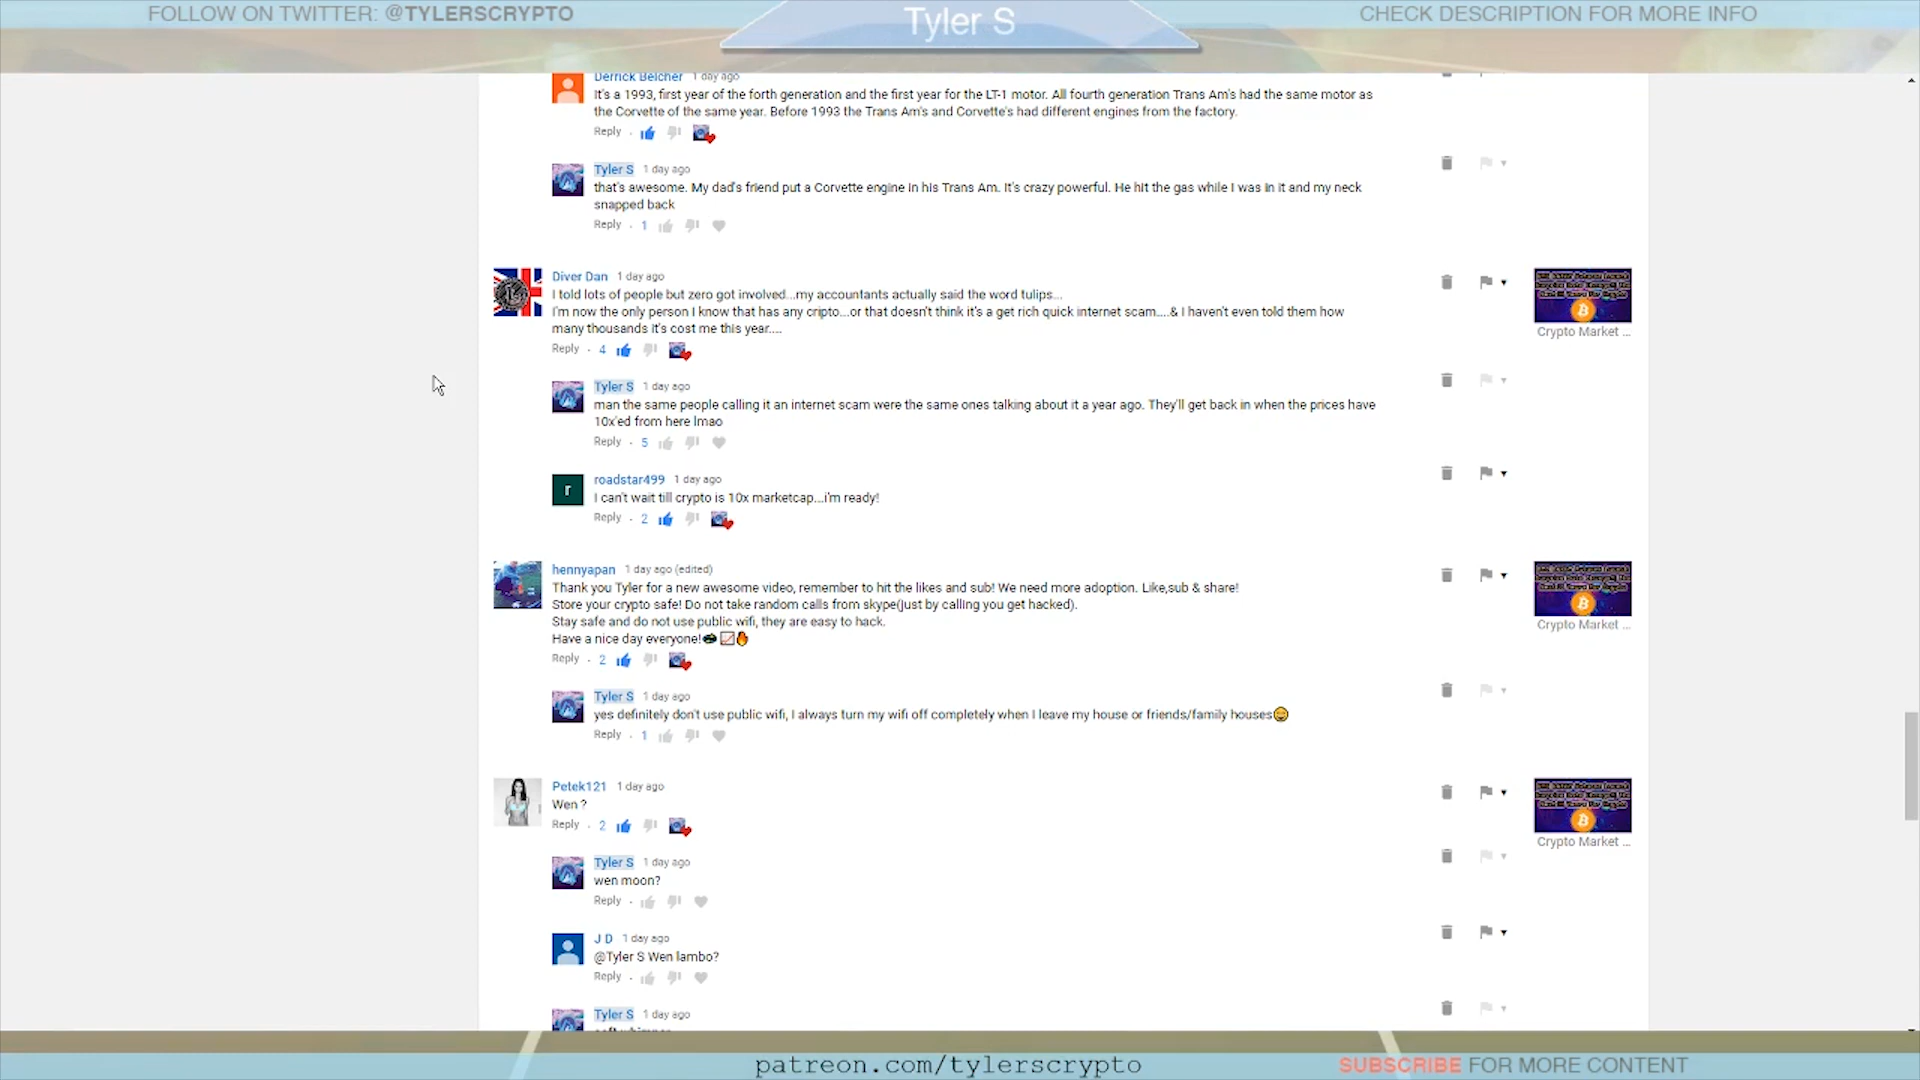 FOLLOW ON TWITTER: @TYLERSCRYPTO
Tyler S
CHECK DESCRIPTION FOR MORE INFO
Derrick Belcher 1 day ago
It's a 1993, first year of the forth generation and the first year for the LT-1 motor. All fourth generation Trans Am's had the same motor as
the Corvette of the same year. Before 1993 the Trans Am's and Corvette's had different engines from the factory.
Reply
Tyler S 1 day ago
that's awesome. My dad's friend put a Corvette engine in his Trans Am. It's crazy powerful. He hit the gas while I was in it and my neck
snapped back
Reply · 1
Diver Dan 1 day ago
I told lots of people but zero got involved...my accountants actually said the word tulips...
I'm now the only person I know that has any cripto...or that doesn't think it's a get rich quick internet scam....& I haven't even told them how
many thousands it's cost me this year....
Reply · 4
Crypto Market ...
Tyler S 1 day ago
man the same people calling it an internet scam were the same ones talking about it a year ago. They'll get back in when the prices have
10x'ed from here lmao
Reply · 5
r
roadstar499 1 day ago
I can't wait till crypto is 10x marketcap...i'm ready!
Reply · 2
hennyapan 1 day ago (edited)
Thank you Tyler for a new awesome video, remember to hit the likes and sub! We need more adoption. Like,sub & share!
Store your crypto safe! Do not take random calls from skype(just by calling you get hacked).
Stay safe and do not use public wifi, they are easy to hack.
Have a nice day everyone!
Reply · 2
Crypto Market ...
Tyler S 1 day ago
yes definitely don't use public wifi, I always turn my wifi off completely when I leave my house or friends/family houses
Reply · 1
Petek121 1 day ago
Wen ?
Reply · 2
Crypto Market ...
Tyler S 1 day ago
wen moon?
Reply
J D 1 day ago
@Tyler S Wen lambo?
Reply
Tyler S 1 day ago
patreon.com/tylerscrypto
SUBSCRIBE FOR MORE CONTENT